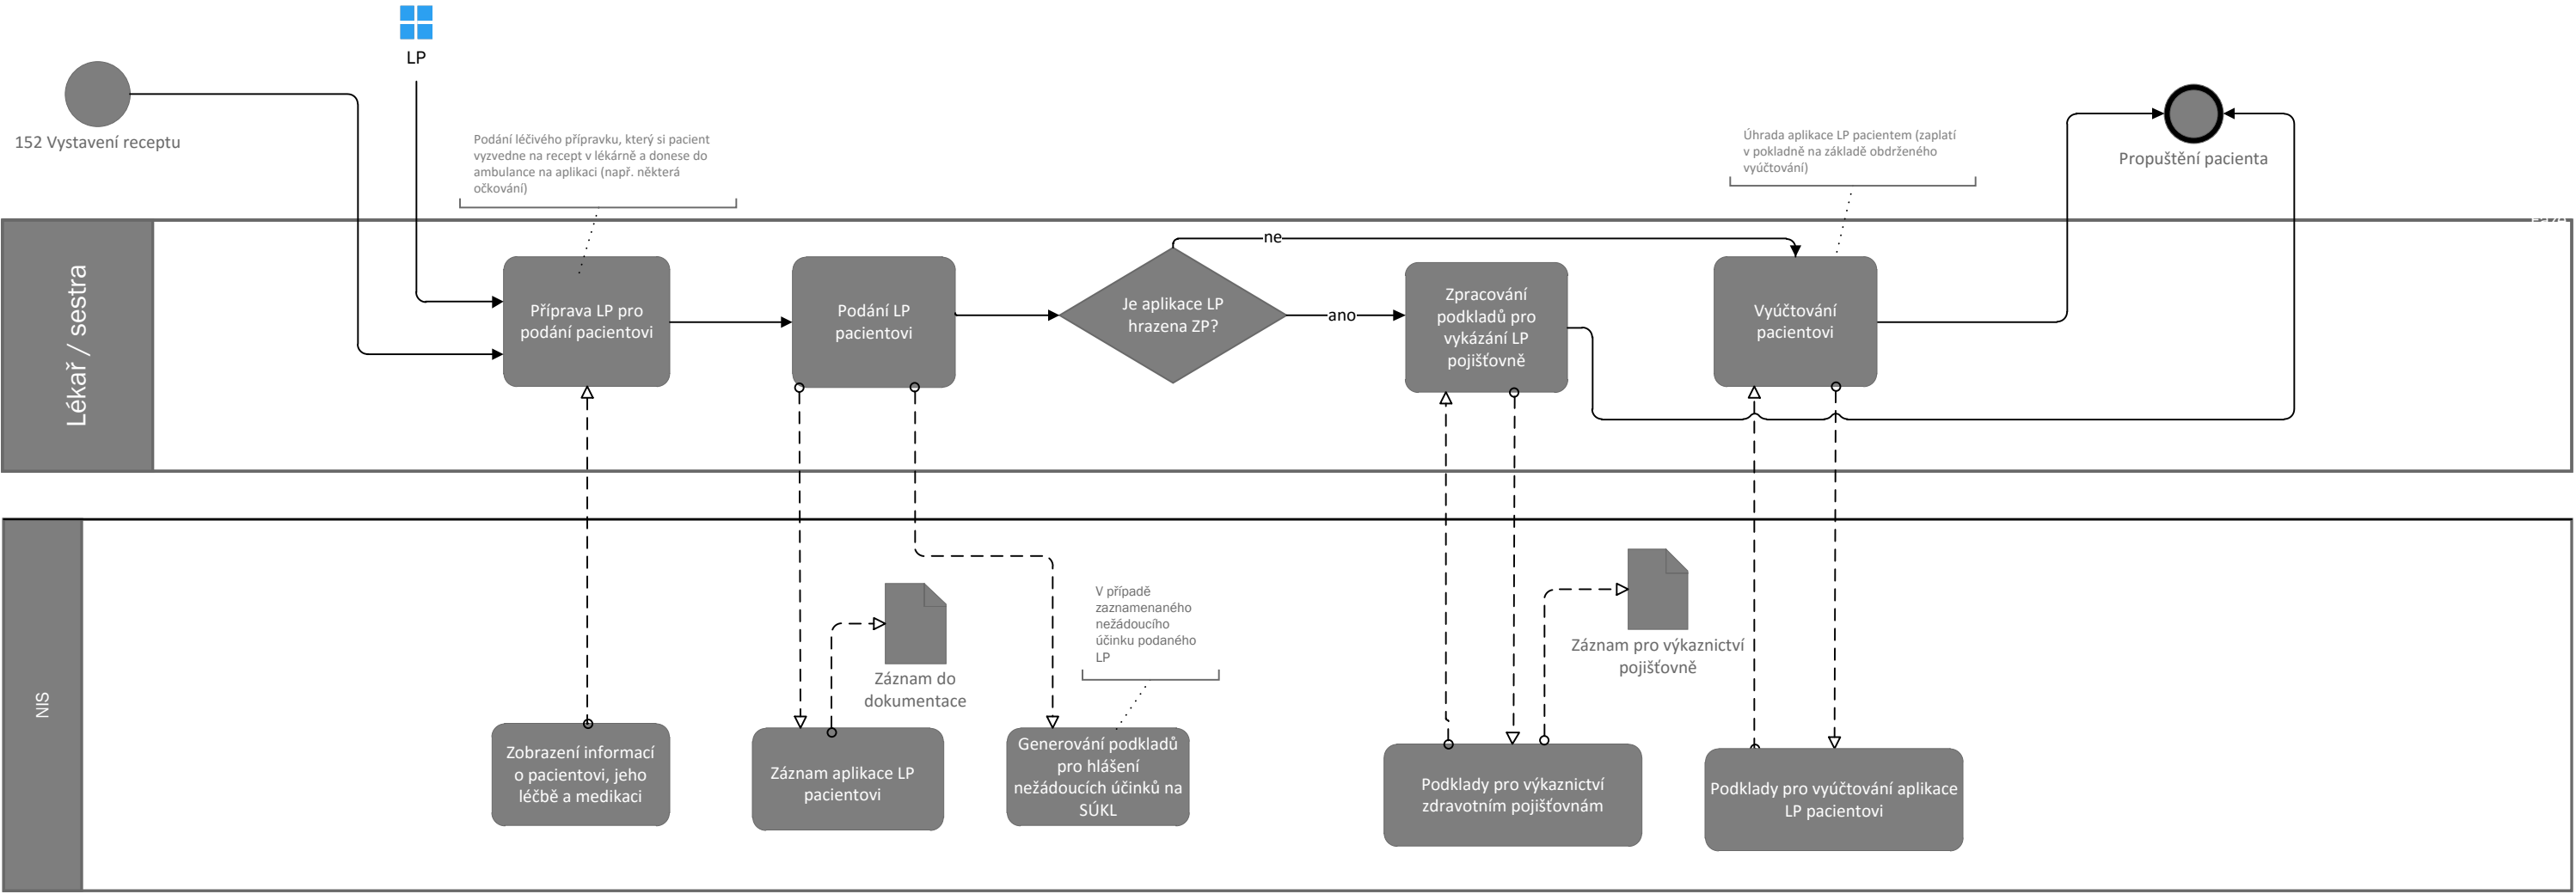 LP
152 Vystavení receptu
Podání léčivého přípravku, který si pacient
vyzvedne na recept v lékárně a donese do
ambulance na aplikaci (např. některá
očkování)
Úhrada aplikace LP pacientem (zaplatí
v pokladně na základě obdrženého
vyúčtování)
Propuštění pacienta
Lékař / sestra
Příprava LP pro
podání pacientovi
Podání LP
pacientovi
Je aplikace LP
hrazena ZP?
ne
ano
Zpracování
podkladů pro
vykázání LP
pojišťovně
Vyúčtování
pacientovi
NIS
Zobrazení informací
o pacientovi, jeho
léčbě a medikaci
Záznam aplikace LP
pacientovi
Záznam do
dokumentace
V případě
zaznamenaného
nežádoucího
účinku podaného
LP
Generování podkladů
pro hlášení
nežádoucích účinků na
SÚKL
Záznam pro výkaznictví
pojišťovně
Podklady pro výkaznictví
zdravotním pojišťovnám
Podklady pro vyúčtování aplikace
LP pacientovi